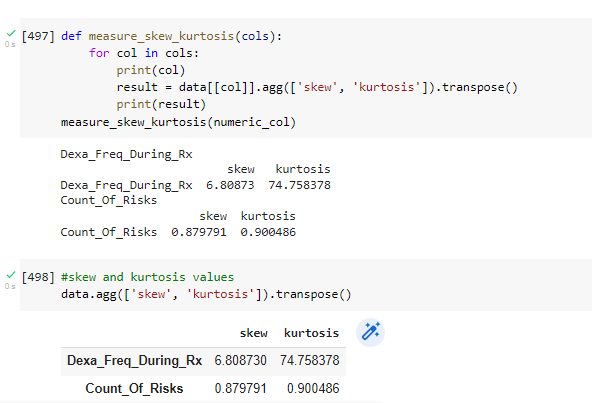 [497] def measure_skew_kurtosis(cols):
for col in cols:
print(col)
result = data[[col]].agg(['skew', 'kurtosis']).transpose()
print(result)
measure_skew_kurtosis(numeric_col)
0s
Dexa_Freq_During_Rx
skew kurtosis
Dexa_Freq_During_Rx 6.80873 74.758378
Count_Of_Risks
skew kurtosis
Count_Of_Risks 0.879791 0.900486
[498] #skew and kurtosis values
0s
data.agg(['skew', 'kurtosis']).transpose()
skew kurtosis
Dexa_Freq_During_Rx 6.808730 74.758378
Count_Of_Risks 0.879791 0.900486